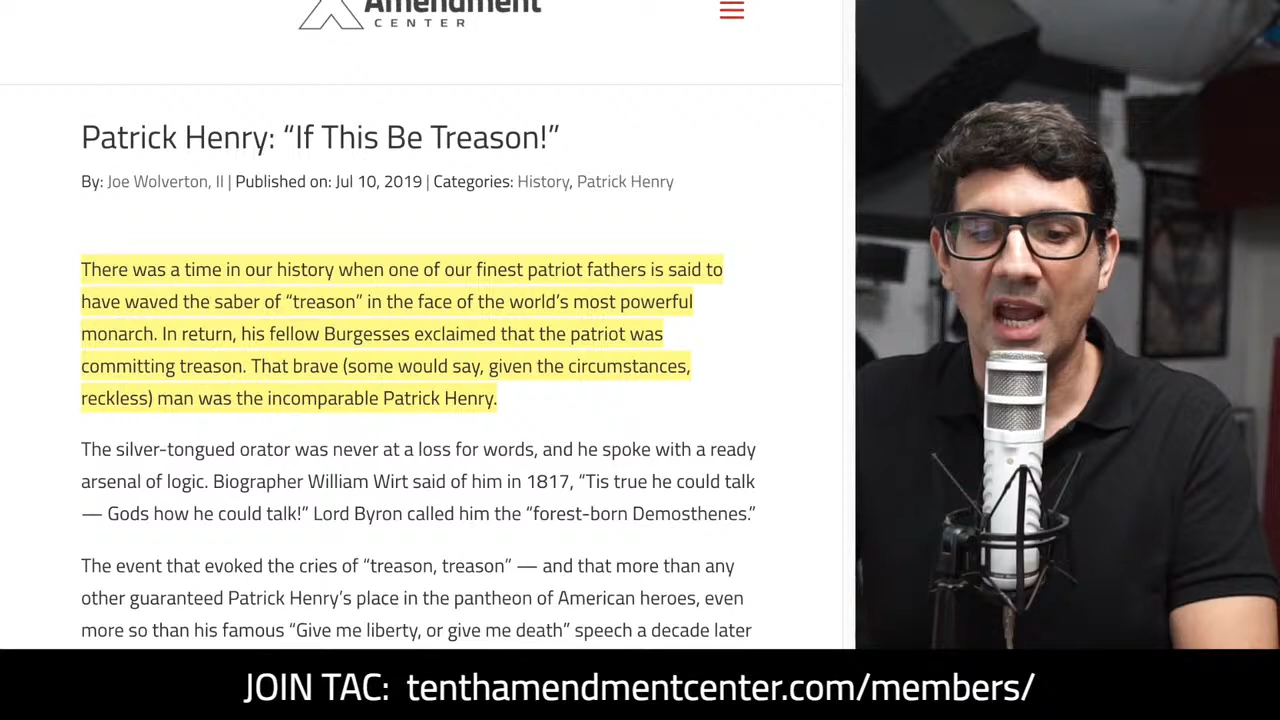 Amendment
CENTER
Patrick Henry: “If This Be Treason!”
By: Joe Wolverton, II | Published on: Jul 10, 2019 | Categories: History, Patrick Henry
There was a time in our history when one of our finest patriot fathers is said to
have waved the saber of “treason” in the face of the world’s most powerful
monarch. In return, his fellow Burgesses exclaimed that the patriot was
committing treason. That brave (some would say, given the circumstances,
reckless) man was the incomparable Patrick Henry.
The silver-tongued orator was never at a loss for words, and he spoke with a ready
arsenal of logic. Biographer William Wirt said of him in 1817, “Tis true he could talk
— Gods how he could talk!” Lord Byron called him the “forest-born Demosthenes.”
The event that evoked the cries of “treason, treason” — and that more than any
other guaranteed Patrick Henry’s place in the pantheon of American heroes, even
more so than his famous “Give me liberty, or give me death” speech a decade later
JOIN TAC: tenthamendmentcenter.com/members/